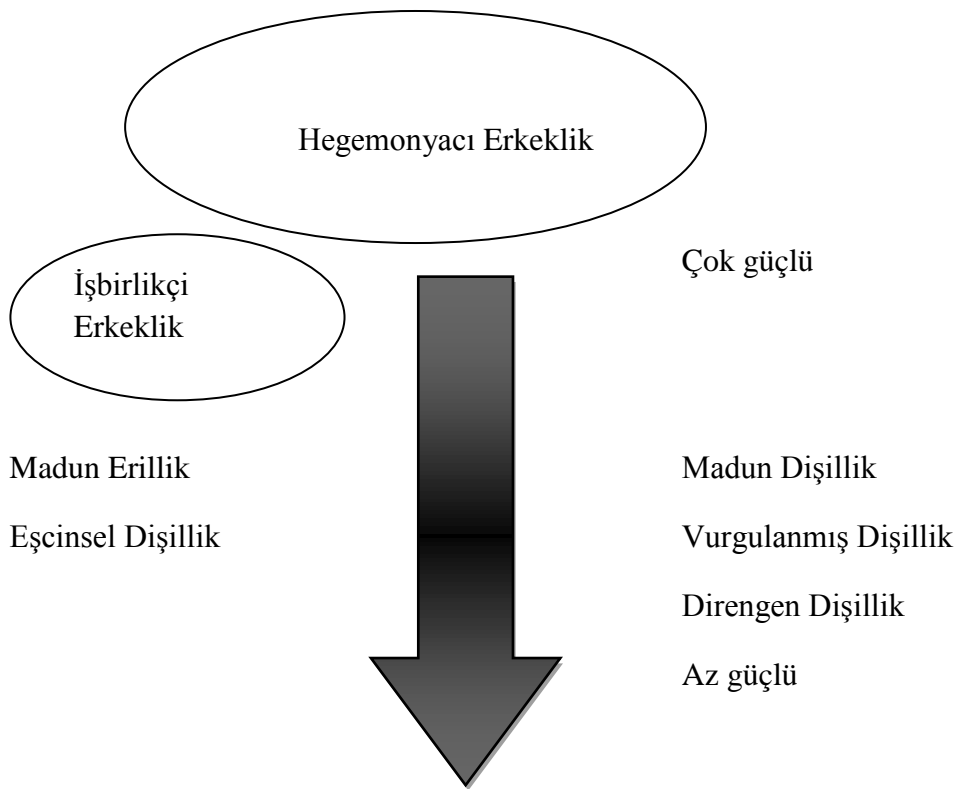 Hegemonyacı Erkeklik
Çok güçlü
İşbirlikçi
Erkeklik
Madun Erillik
Madun Dişillik
Eşcinsel Dişillik
Vurgulanmış Dişillik
Direngen Dişillik
Az güçlü